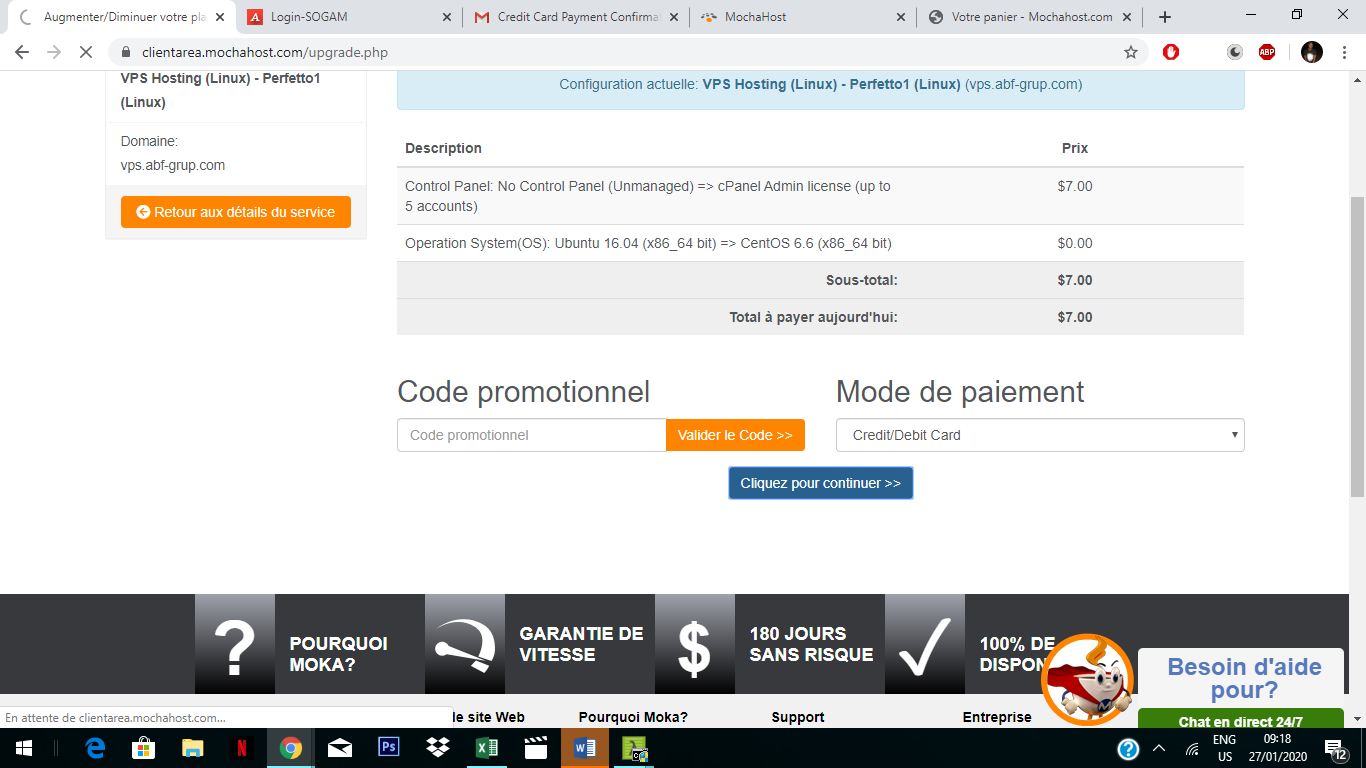 Augmenter/Diminuer votre pla
Login-SOGAM
Credit Card Payment Confirmat
MochaHost
Votre panier - Mochahost.com
clientarea.mochahost.com/upgrade.php
ABP
VPS Hosting (Linux) - Perfetto1
(Linux)
Domaine:
vps.abf-grup.com
Retour aux détails du service
Configuration actuelle: VPS Hosting (Linux) - Perfetto1 (Linux) (vps.abf-grup.com)
Description Prix
Control Panel: No Control Panel (Unmanaged) => cPanel Admin license (up to $7.00
5 accounts)
Operation System(OS): Ubuntu 16.04 (x86_64 bit) => CentOS 6.6 (x86_64 bit) $0.00
Sous-total: $7.00
Total à payer aujourd'hui: $7.00
Code promotionnel
Code promotionnel
Valider le Code >>
Mode de paiement
Credit/Debit Card
Cliquez pour continuer >>
?
POURQUOI
MOKA?
GARANTIE DE
VITESSE
$
180 JOURS
SANS RISQUE
100% DE
DISPON
Besoin d'aide
pour?
Chat en direct 24/7
En attente de clientarea.mochahost.com...
le site Web
Pourquoi Moka?
Support
Entreprise
ENG
US
09:18
27/01/2020
12